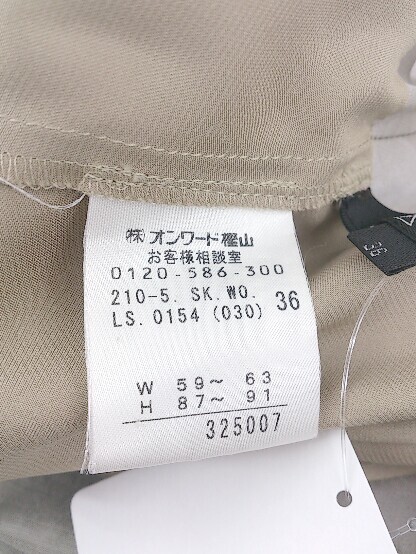 ㈱ オンワード樫山
お客様相談室
0120-586-300
210-5. SK.WO. 36
LS.0154 (030)
W 59〜 63
H 87〜 91
325007
36